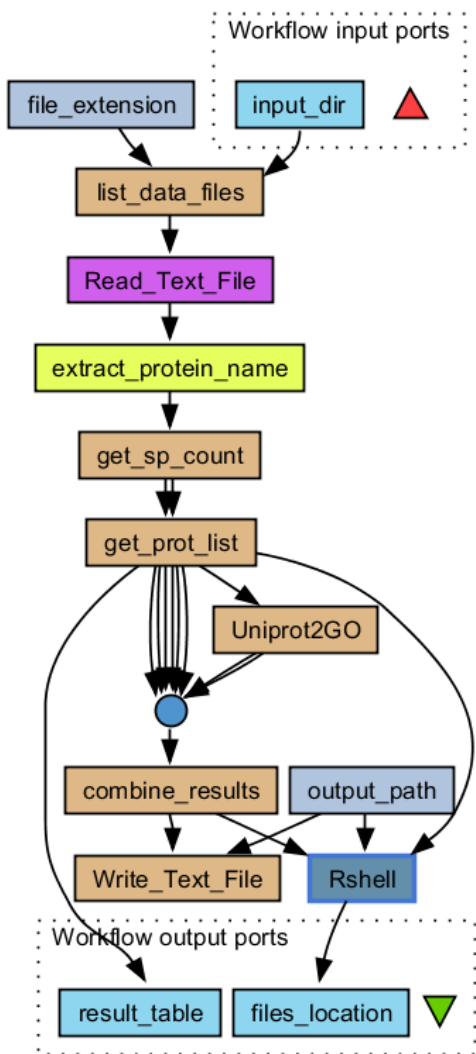 Workflow input ports
file_extension
input_dir
list_data_files
Read_Text_File
extract_protein_name
get_sp_count
get_prot_list
Uniprot2GO
combine_results
output_path
Write_Text_File
Rshell
Workflow output ports
result_table
files_location